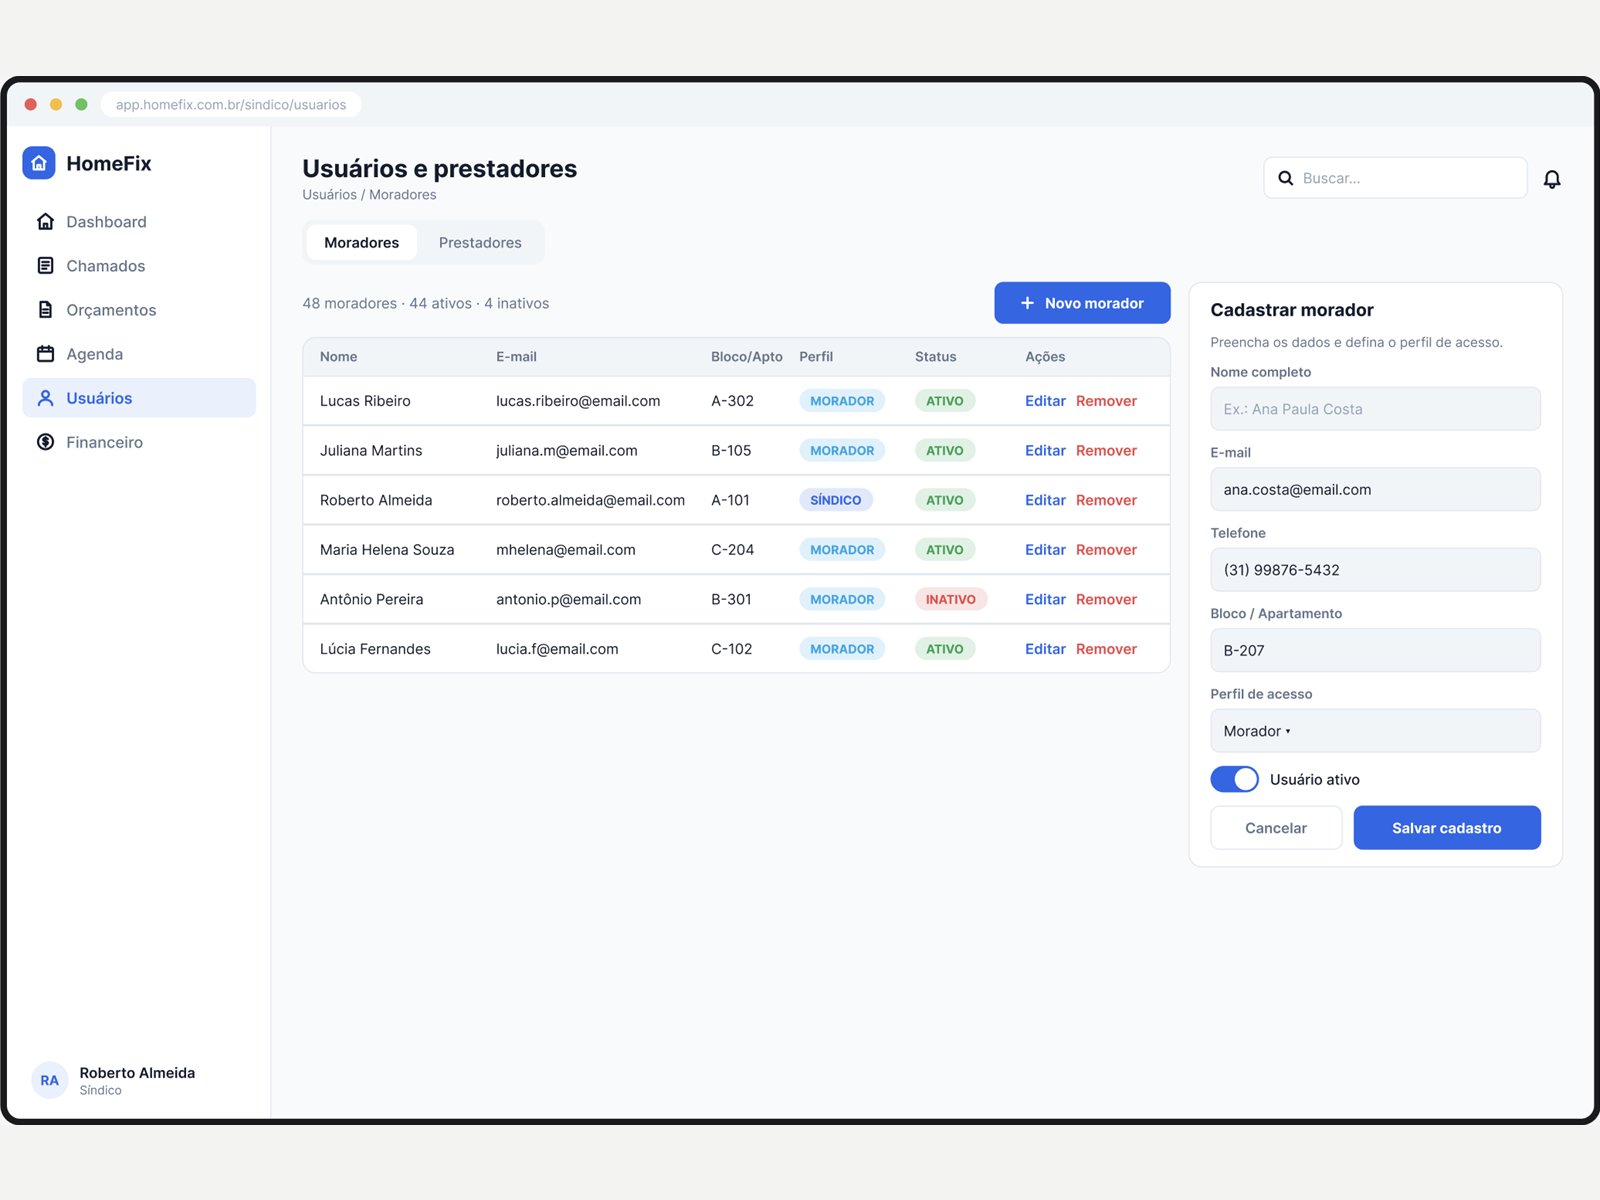 app.homefix.com.br/sindico/usuarios
HomeFix
Dashboard
Chamados
Orçamentos
Agenda
Usuários
Financeiro
RA
Roberto Almeida
Síndico
Usuários e prestadores
Usuários / Moradores
Buscar...
Moradores Prestadores
48 moradores · 44 ativos · 4 inativos
+ Novo morador
Nome E-mail Bloco/Apto Perfil Status Ações
Lucas Ribeiro lucas.ribeiro@email.com A-302 MORADOR ATIVO Editar Remover
Juliana Martins juliana.m@email.com B-105 MORADOR ATIVO Editar Remover
Roberto Almeida roberto.almeida@email.com A-101 SÍNDICO ATIVO Editar Remover
Maria Helena Souza mhelena@email.com C-204 MORADOR ATIVO Editar Remover
Antônio Pereira antonio.p@email.com B-301 MORADOR INATIVO Editar Remover
Lúcia Fernandes lucia.f@email.com C-102 MORADOR ATIVO Editar Remover
Cadastrar morador
Preencha os dados e defina o perfil de acesso.
Nome completo
Ex.: Ana Paula Costa
E-mail
ana.costa@email.com
Telefone
(31) 99876-5432
Bloco / Apartamento
B-207
Perfil de acesso
Morador ▾
Usuário ativo
Cancelar Salvar cadastro